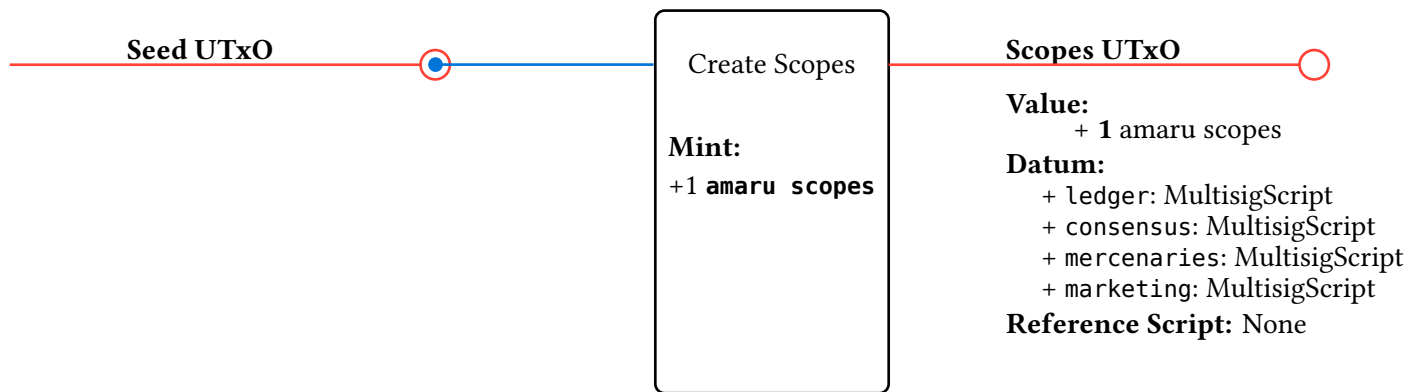 Seed UTxO
Create Scopes
Mint:
+1 amaru scopes
Scopes UTxO
Value:
+ 1 amaru scopes
Datum:
+ ledger: MultisigScript
+ consensus: MultisigScript
+ mercenaries: MultisigScript
+ marketing: MultisigScript
Reference Script: None